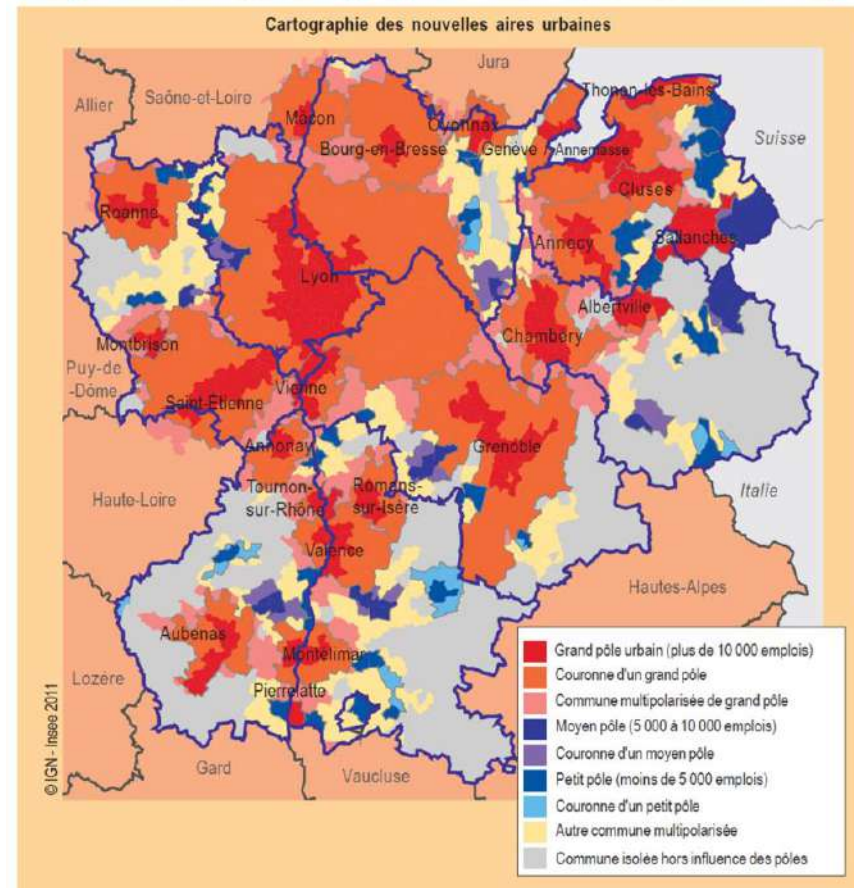 Cartographie des nouvelles aires urbaines
Jura
Saône-et-Loire
Allier
Thonon-les-Bains
Mâcon
Oyonnax
Suisse
Bourg-en-Bresse
Genève /
Annemasse
Cluses
Roanne
Annecy
Sallanches
Lyon
Albertville
Chambéry
Montbrison
Puy-de
-Dôme
Vienne
Saint-Étienne
Grenoble
Annonay
Tournon-
sur-Rhône
Romans-
sur-Isère
Haute-Loire
Italie
Valence
Hautes-Alpes
Aubenas
Montélimar
Lozère
Pierrelatte
Gard
Vaucluse
© IGN - Insee 2011
Grand pôle urbain (plus de 10 000 emplois)
Couronne d'un grand pôle
Commune multipolarisée de grand pôle
Moyen pôle (5 000 à 10 000 emplois)
Couronne d'un moyen pôle
Petit pôle (moins de 5 000 emplois)
Couronne d'un petit pôle
Autre commune multipolarisée
Commune isolée hors influence des pôles